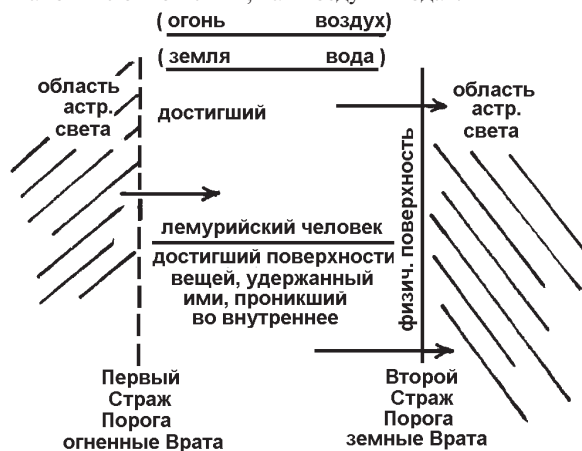 ( огонь воздух)
( земля вода )
область
астр.
света
достигший
область
астр.
света
физич. поверхность
лемурийский человек
достигший поверхности
вещей, удержанный
ими, проникший
во внутреннее
Первый
Страж
Порога
огненные Врата
Второй
Страж
Порога
земные Врата